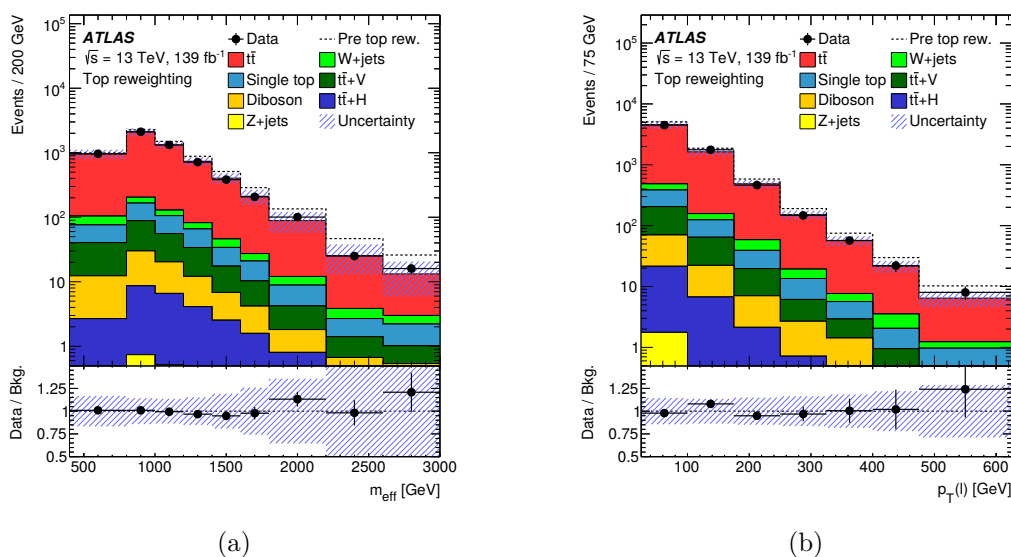 ATLAS
√s = 13 TeV, 139 fb⁻¹
Top reweighting
Data
tt̄
Single top
Diboson
Z+jets
Pre top rew.
W+jets
tt̄+V
tt̄+H
Uncertainty
Events / 200 GeV
10⁵
10⁴
10³
10²
10
1
Data / Bkg.
1.25
1
0.75
0.5
500 1000 1500 2000 2500 3000
m_eff [GeV]
(a)
ATLAS
√s = 13 TeV, 139 fb⁻¹
Top reweighting
Data
tt̄
Single top
Diboson
Z+jets
Pre top rew.
W+jets
tt̄+V
tt̄+H
Uncertainty
Events / 75 GeV
10⁵
10⁴
10³
10²
10
1
Data / Bkg.
1.25
1
0.75
0.5
100 200 300 400 500 600
p_T(l) [GeV]
(b)